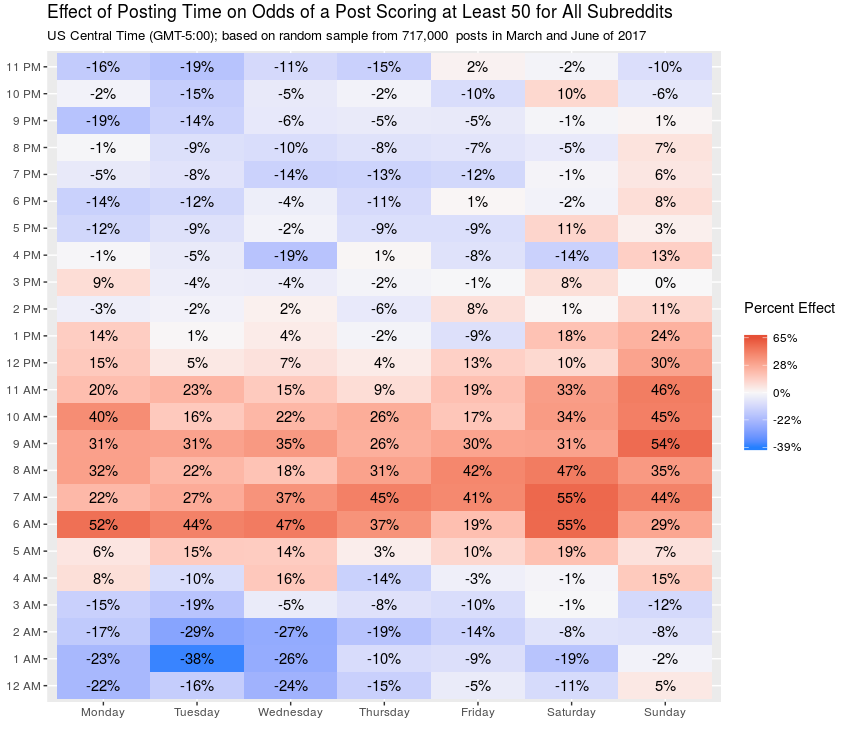 Effect of Posting Time on Odds of a Post Scoring at Least 50 for All Subreddits
US Central Time (GMT-5:00); based on random sample from 717,000  posts in March and June of 2017
11 PM -16% -19% -11% -15% 2% -2% -10%
10 PM -2% -15% -5% -2% -10% 10% -6%
9 PM -19% -14% -6% -5% -5% -1% 1%
8 PM -1% -9% -10% -8% -7% -5% 7%
7 PM -5% -8% -14% -13% -12% -1% 6%
6 PM -14% -12% -4% -11% 1% -2% 8%
5 PM -12% -9% -2% -9% -9% 11% 3%
4 PM -1% -5% -19% 1% -8% -14% 13%
3 PM 9% -4% -4% -2% -1% 8% 0%
2 PM -3% -2% 2% -6% 8% 1% 11%
1 PM 14% 1% 4% -2% -9% 18% 24%
12 PM 15% 5% 7% 4% 13% 10% 30%
11 AM 20% 23% 15% 9% 19% 33% 46%
10 AM 40% 16% 22% 26% 17% 34% 45%
9 AM 31% 31% 35% 26% 30% 31% 54%
8 AM 32% 22% 18% 31% 42% 47% 35%
7 AM 22% 27% 37% 45% 41% 55% 44%
6 AM 52% 44% 47% 37% 19% 55% 29%
5 AM 6% 15% 14% 3% 10% 19% 7%
4 AM 8% -10% 16% -14% -3% -1% 15%
3 AM -15% -19% -5% -8% -10% -1% -12%
2 AM -17% -29% -27% -19% -14% -8% -8%
1 AM -23% -38% -26% -10% -9% -19% -2%
12 AM -22% -16% -24% -15% -5% -11% 5%
Monday Tuesday Wednesday Thursday Friday Saturday Sunday
Percent Effect
65%
28%
0%
-22%
-39%